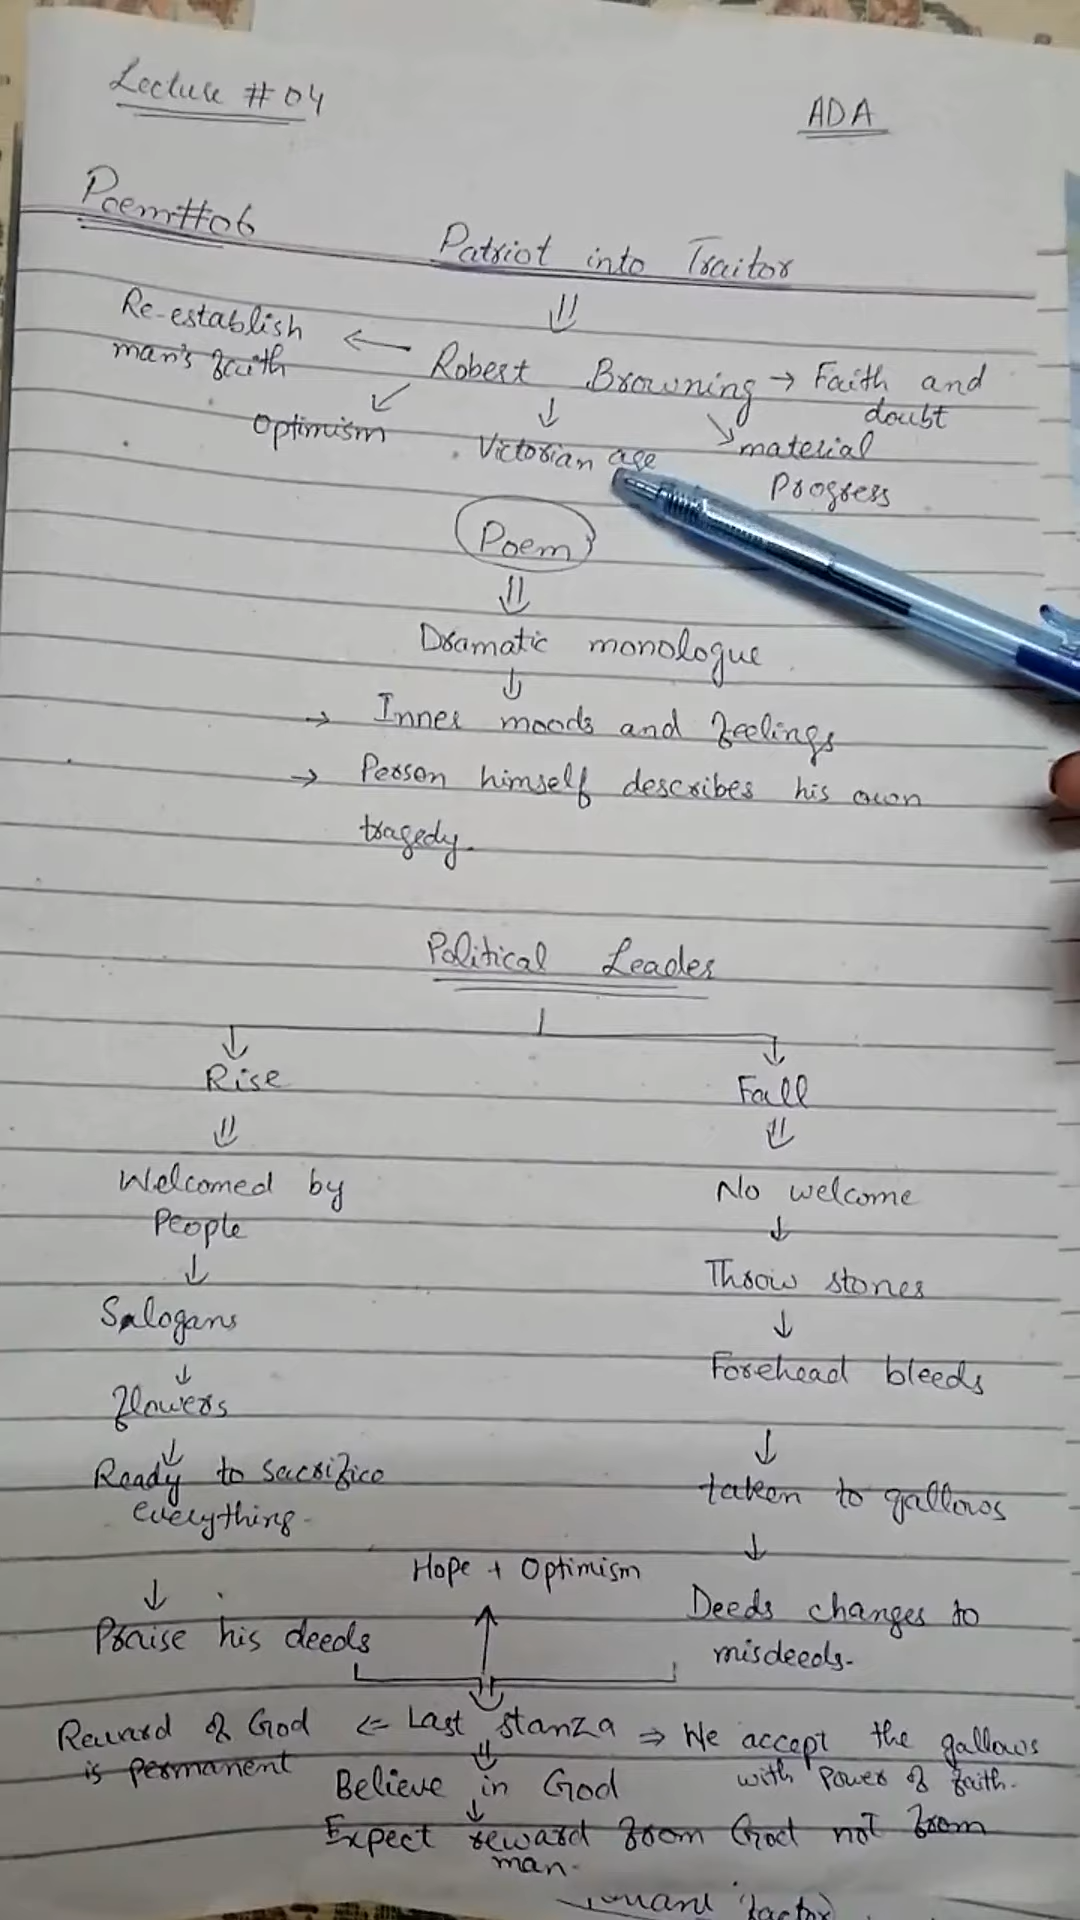 Lecture #04
ADA
Poem#06
Patriot into Traitor
⇓
Re-establish
man's faith
← Robert Browning → Faith and
doubt
↙ ↓ ↘
Optimism
Victorian age
material
Progress
Poem
⇓
Dramatic monologue
↓
→ Inner moods and feelings
→ Person himself describes his own
tragedy.
Political Leader
↓ ↓
Rise
Fall
⇓ ⇓
Welcomed by
People
↓
Slogans
↓
flowers
↓
Ready to sacrifice
everything.
↓
Praise his deeds
No welcome
↓
Throw stones
↓
Forehead bleeds
↓
taken to gallows
↓
Deeds changes to
misdeeds.
Hope + Optimism
↑
⇓
Reward of God
is permanent
⇐ Last stanza ⇒ We accept the gallows
with Power of faith.
⇓
Believe in God
↓
Expect reward from God not from
man.